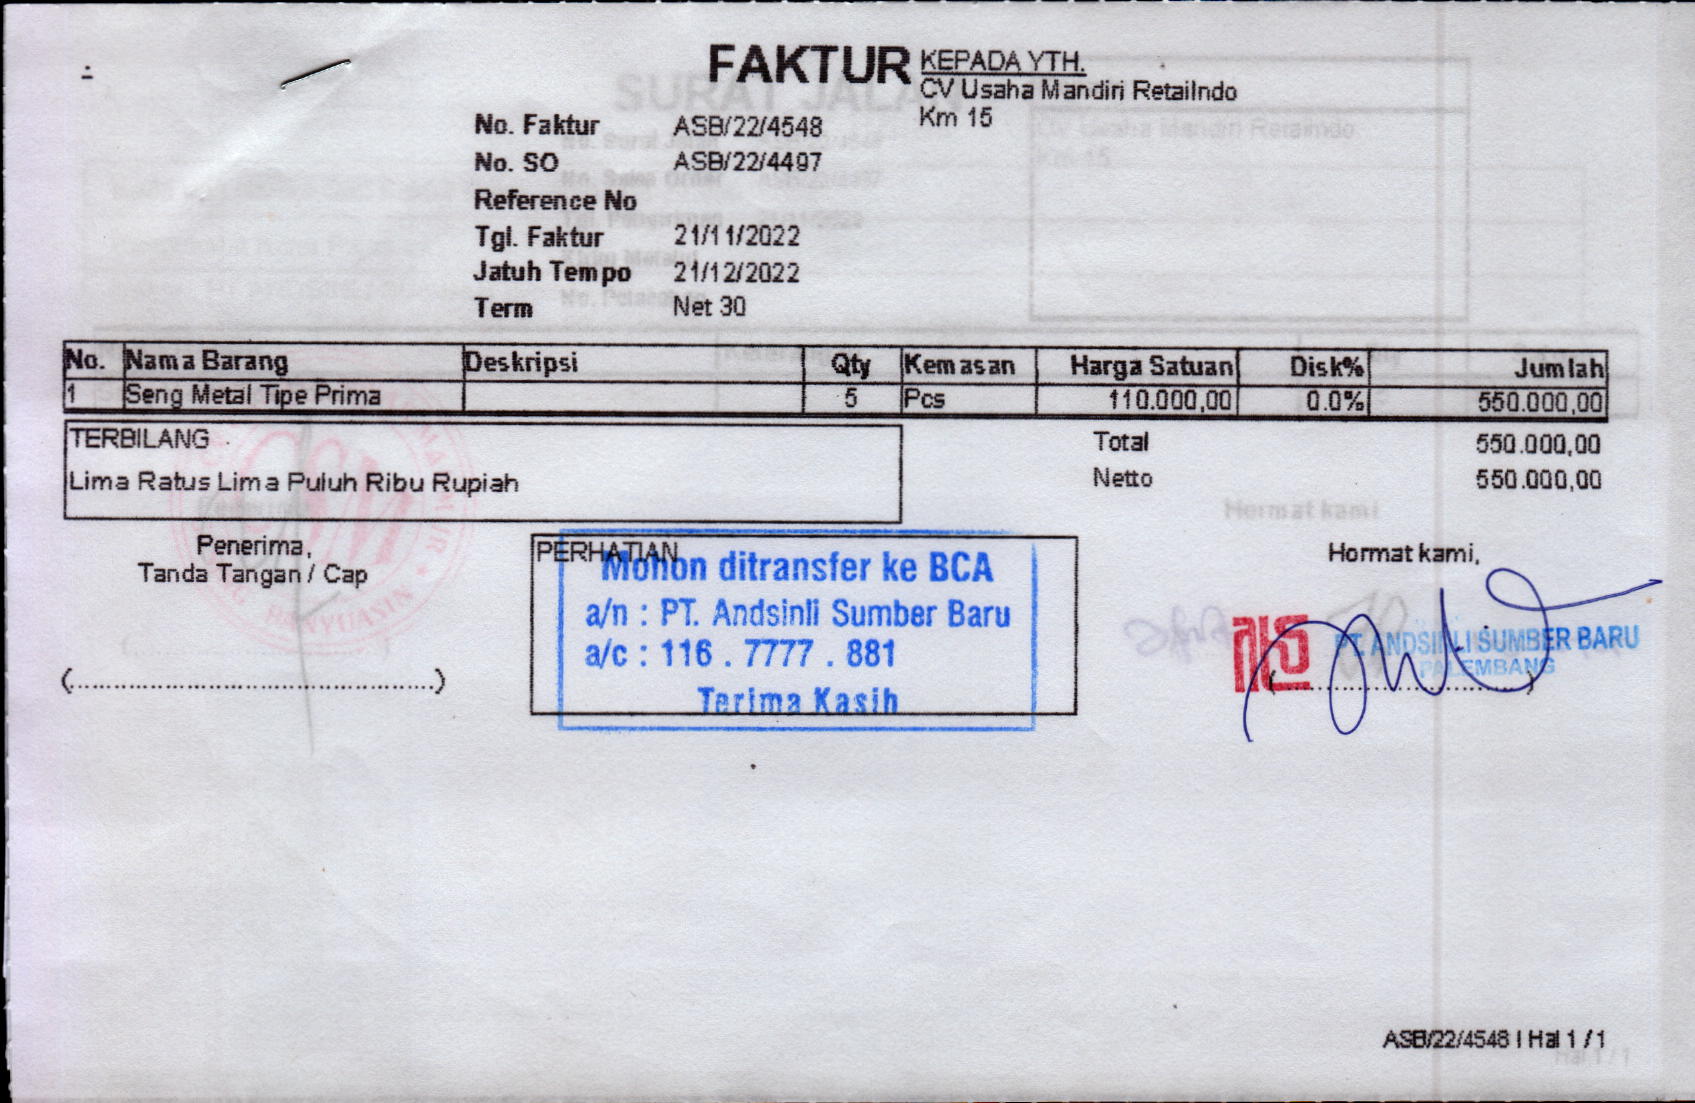 FAKTUR
KEPADA YTH.
CV Usaha Mandiri RetailIndo
Km 15
No. Faktur ASB/22/4548
No. SO ASB/22/4497
Reference No
Tgl. Faktur 21/11/2022
Jatuh Tempo 21/12/2022
Term Net 30
No. Nama Barang Deskripsi Qty Kemasan Harga Satuan Disk% Jumlah
1 Seng Metal Tipe Prima 5 Pcs 110.000,00 0.0% 550.000,00
TERBILANG
Lima Ratus Lima Puluh Ribu Rupiah
Total 550.000,00
Netto 550.000,00
Penerima,
Tanda Tangan / Cap
(..............................................)
PERHATIAN
Mohon ditransfer ke BCA
a/n : PT. Andsinli Sumber Baru
a/c : 116 . 7777 . 881
Terima Kasih
Hormat kami,
PT. ANDSINLI SUMBER BARU
PALEMBANG
ASB/22/4548 | Hal 1 / 1